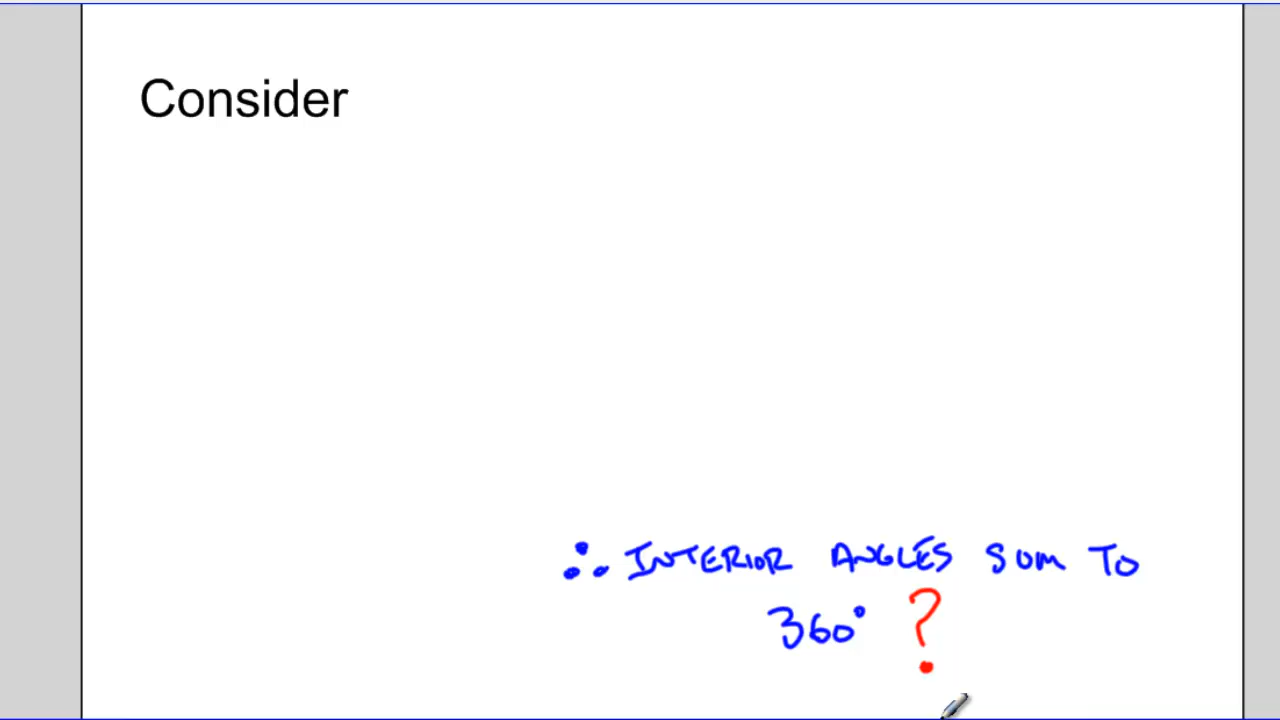 Consider
∴ INTERIOR ANGLES SUM TO
360° ?